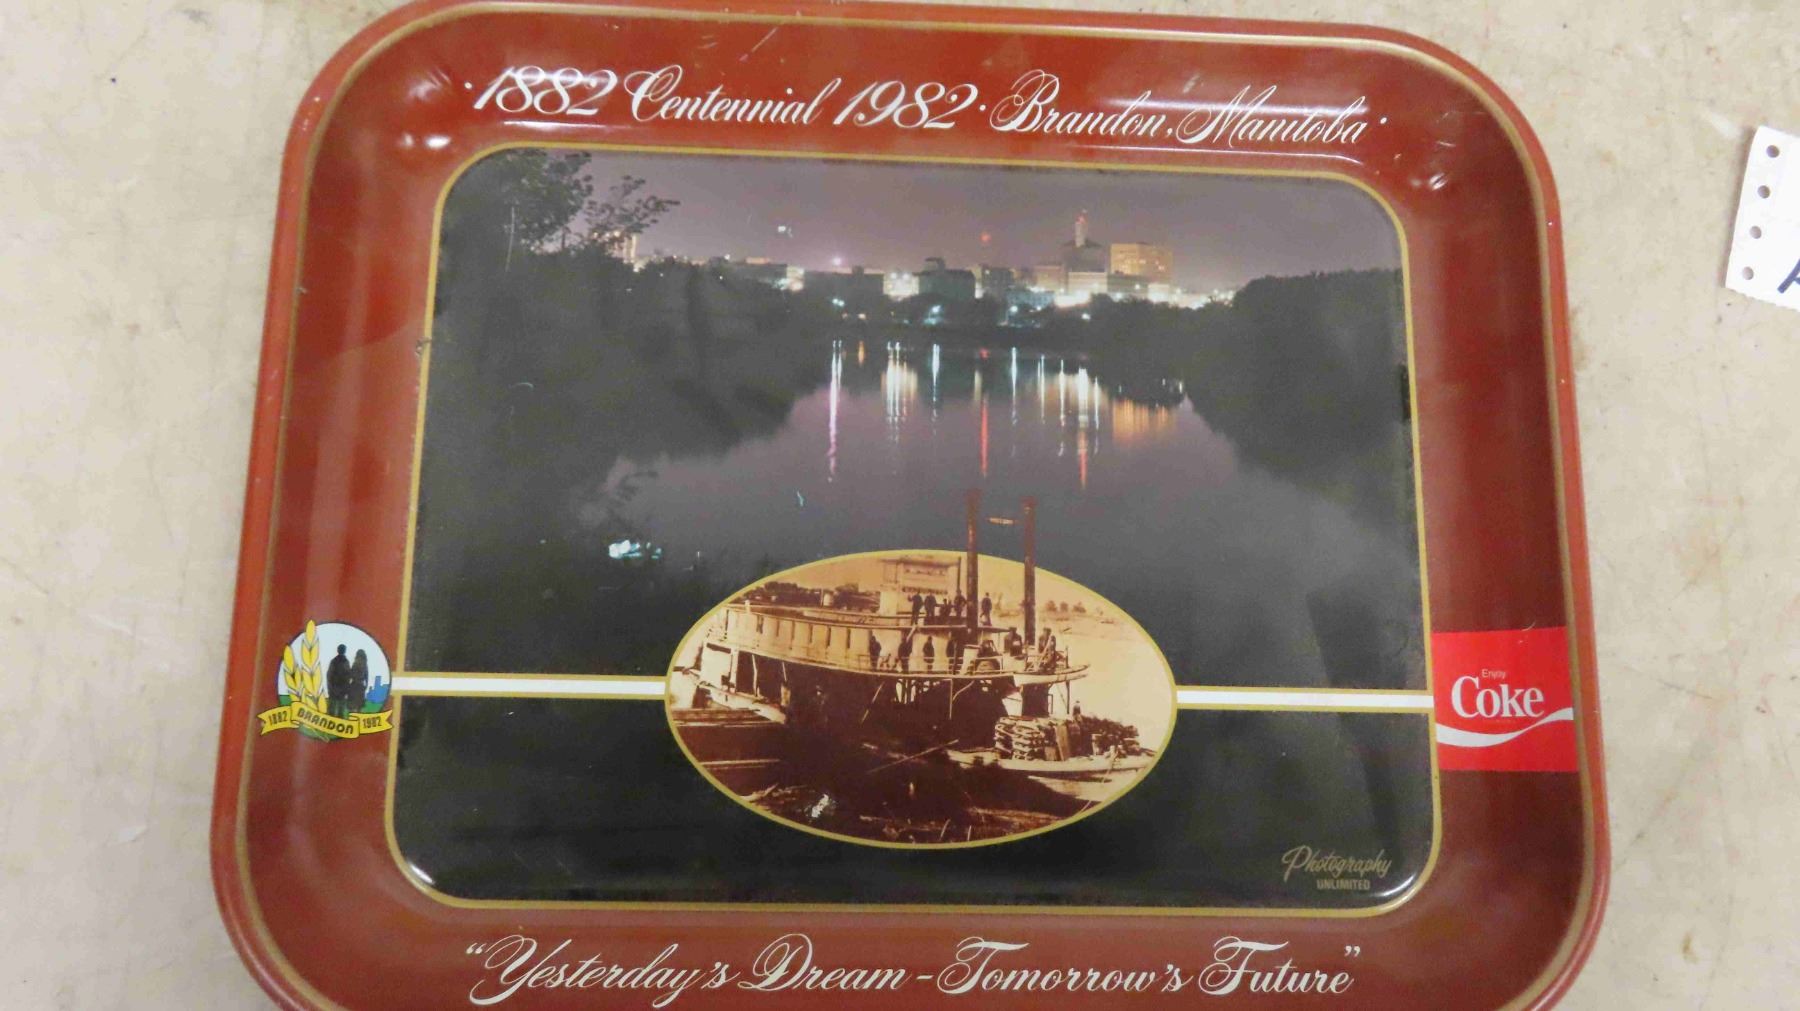 · 1882 Centennial 1982 · Brandon, Manitoba ·
1882 BRANDON 1982
Enjoy
Coke
Photography
UNLIMITED
“Yesterday's Dream - Tomorrow's Future”